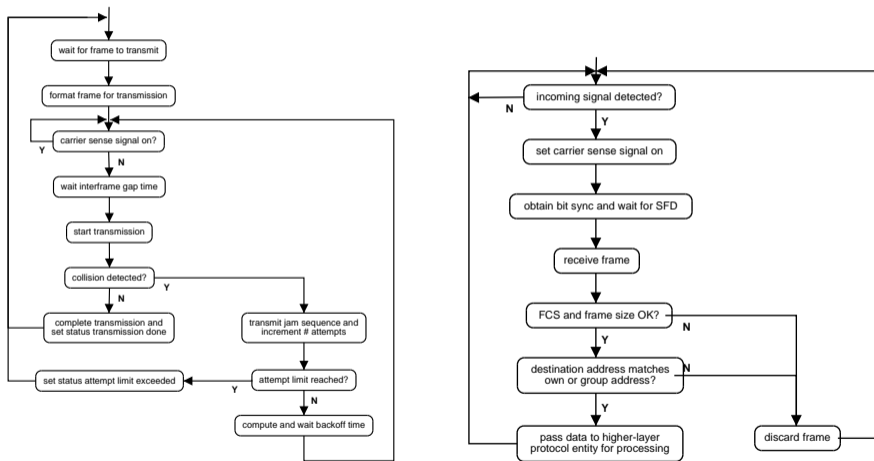 wait for frame to transmit
format frame for transmission
carrier sense signal on?
Y
N
wait interframe gap time
start transmission
collision detected?
Y
N
complete transmission and
set status transmission done
transmit jam sequence and
increment # attempts
set status attempt limit exceeded
Y
attempt limit reached?
N
compute and wait backoff time
incoming signal detected?
N
Y
set carrier sense signal on
obtain bit sync and wait for SFD
receive frame
FCS and frame size OK?
N
Y
destination address matches
own or group address?
N
Y
pass data to higher-layer
protocol entity for processing
discard frame